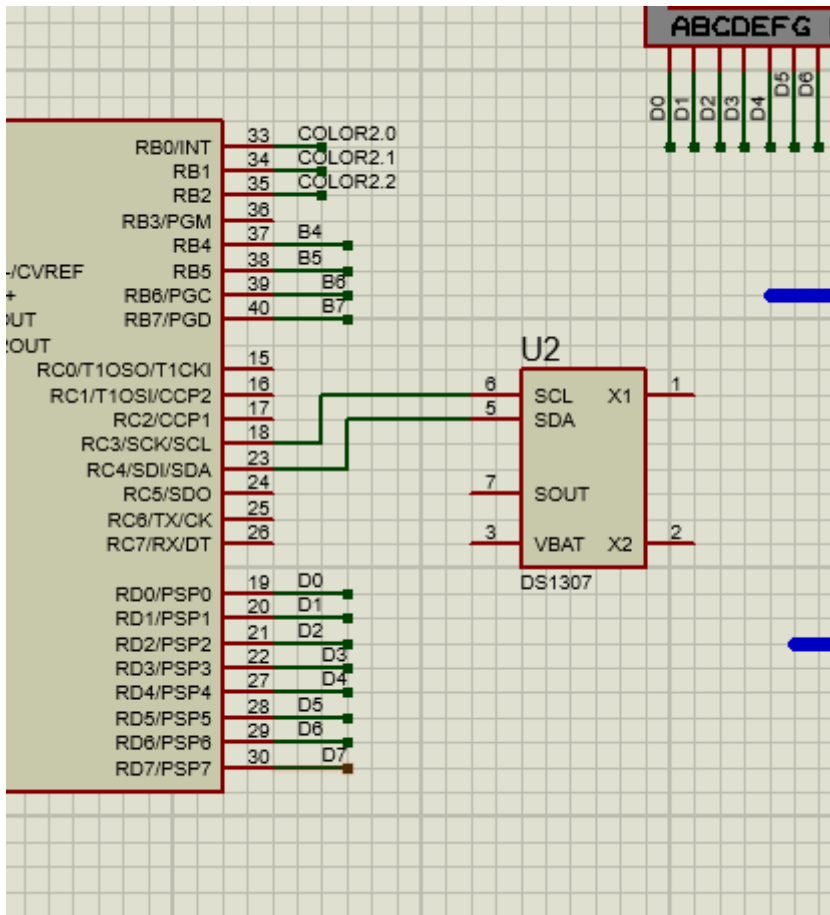 ABCDEFG
D0
D1
D2
D3
D4
D5
D6
RB0/INT 33 COLOR2.0
RB1 34 COLOR2.1
RB2 35 COLOR2.2
RB3/PGM 36
RB4 37 B4
-/CVREF RB5 38 B5
+ RB6/PGC 39 B6
OUT RB7/PGD 40 B7
2OUT
U2
RC0/T1OSO/T1CKI 15
RC1/T1OSI/CCP2 16
RC2/CCP1 17
RC3/SCK/SCL 18
RC4/SDI/SDA 23
RC5/SDO 24
RC6/TX/CK 25
RC7/RX/DT 26
6 SCL X1 1
5 SDA
7 SOUT
3 VBAT X2 2
DS1307
RD0/PSP0 19 D0
RD1/PSP1 20 D1
RD2/PSP2 21 D2
RD3/PSP3 22 D3
RD4/PSP4 27 D4
RD5/PSP5 28 D5
RD6/PSP6 29 D6
RD7/PSP7 30 D7